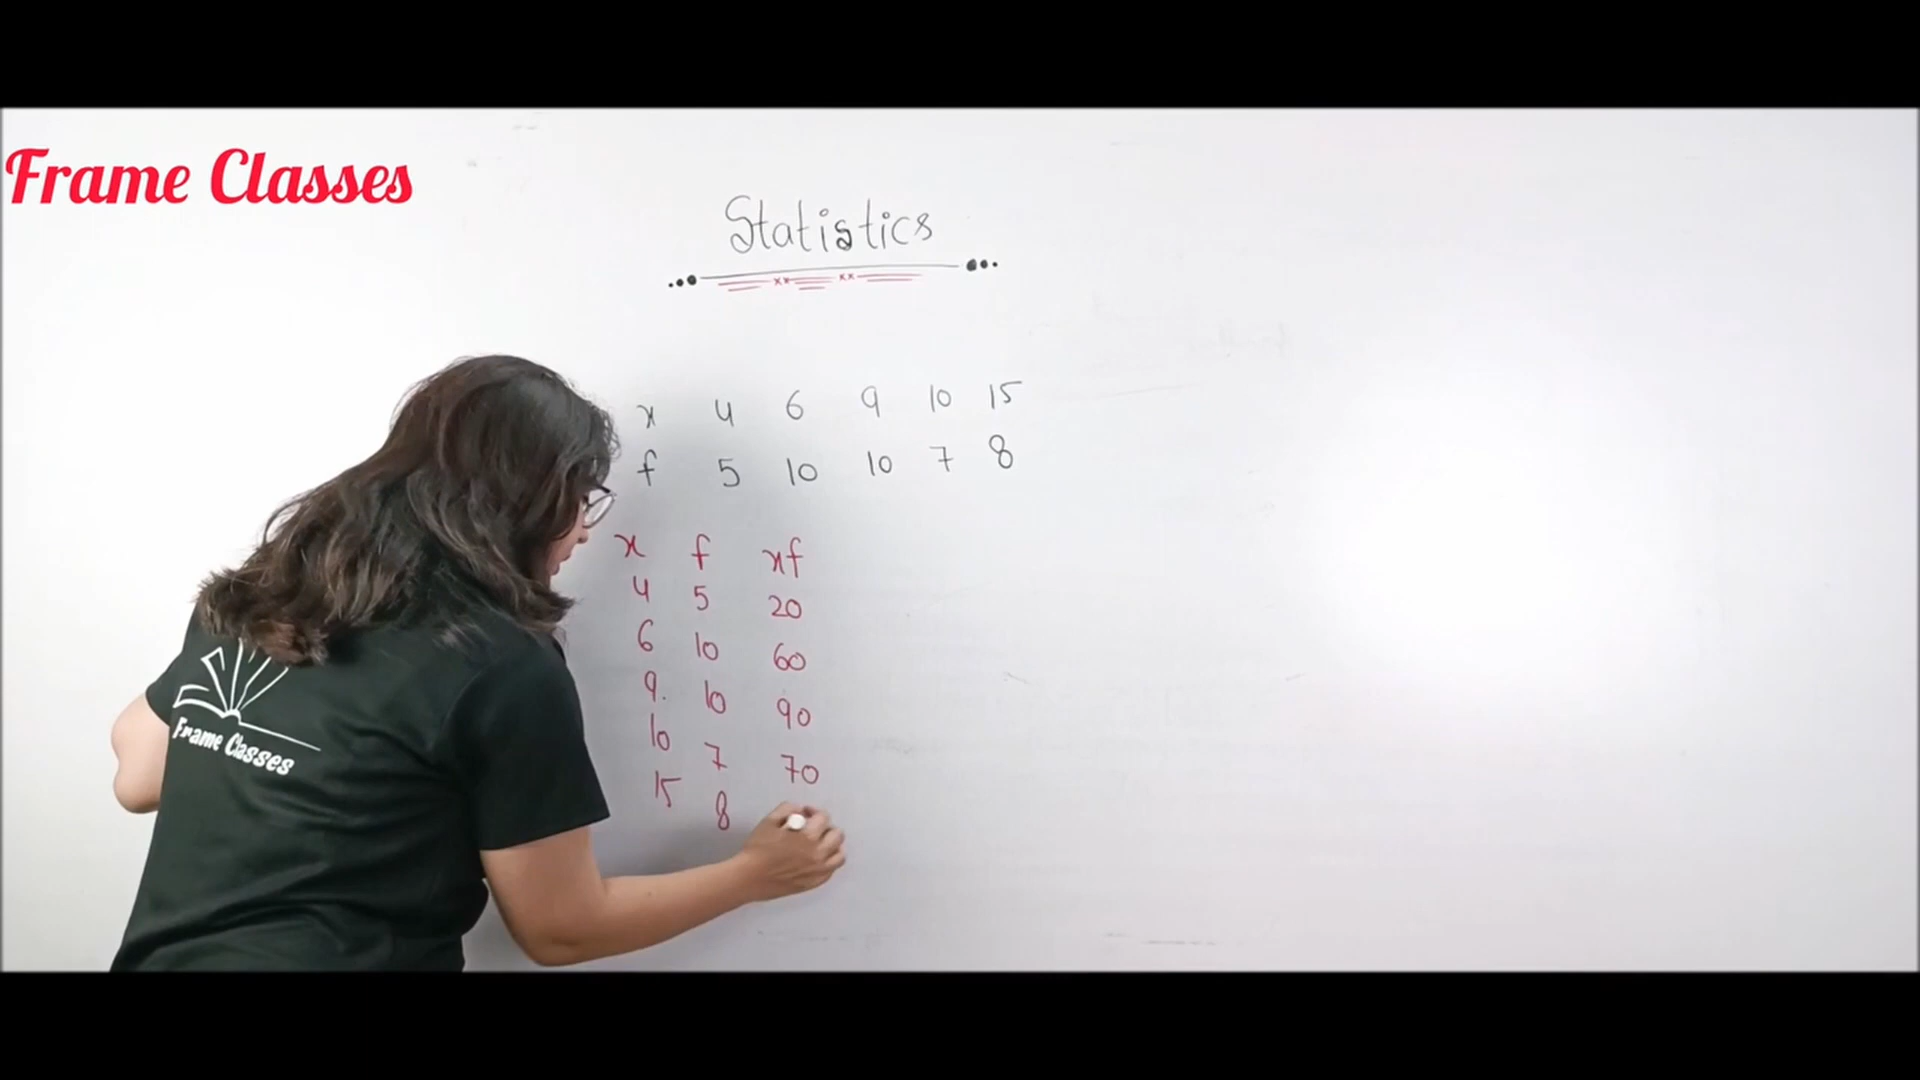 Frame Classes
Statistics
x 4 6 9 10 15
f 5 10 10 7 8
x f xf
4 5 20
6 10 60
9. 10 90
10 7 70
15 8
Frame Classes